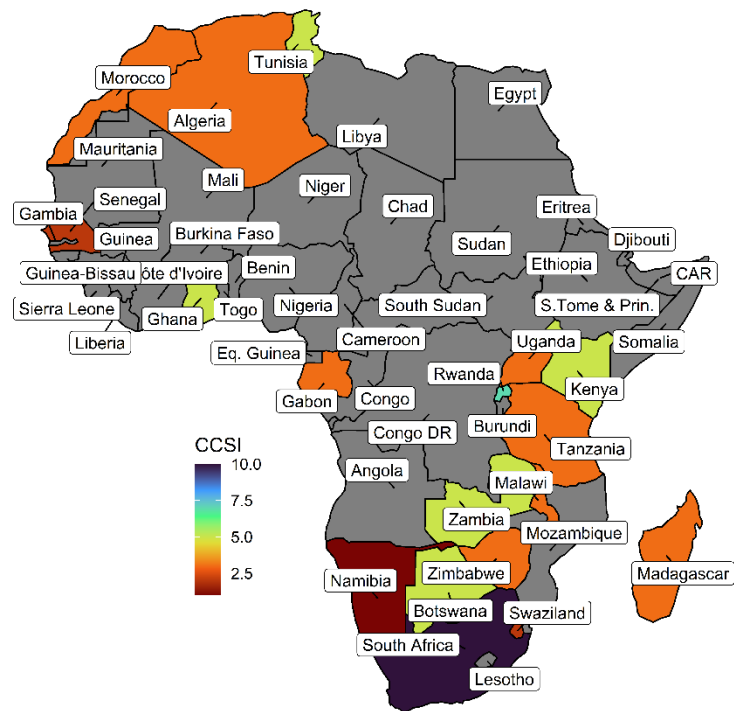 Tunisia
Morocco
Egypt
Algeria
Libya
Mauritania
Mali
Niger
Senegal
Chad
Eritrea
Gambia
Guinea
Burkina Faso
Sudan
Djibouti
Benin
Ethiopia
Guinea-Bissau
ôte d'Ivoire
CAR
Sierra Leone
Ghana
Togo
Nigeria
South Sudan
S.Tome & Prin.
Liberia
Cameroon
Uganda
Somalia
Eq. Guinea
Rwanda
Kenya
Gabon
Congo
Burundi
Congo DR
Tanzania
CCSI
10.0
7.5
5.0
2.5
Angola
Malawi
Zambia
Mozambique
Namibia
Zimbabwe
Madagascar
Botswana
Swaziland
South Africa
Lesotho